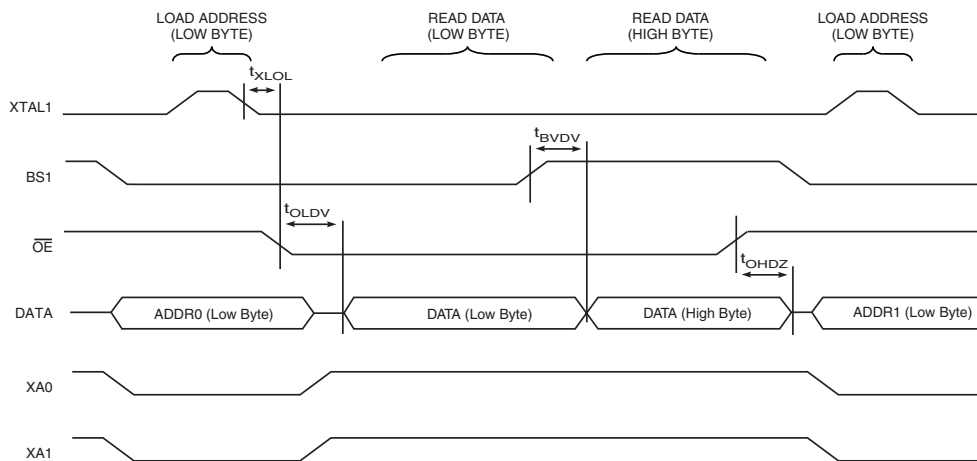 LOAD ADDRESS
(LOW BYTE)
READ DATA
(LOW BYTE)
READ DATA
(HIGH BYTE)
LOAD ADDRESS
(LOW BYTE)
tXLOL
XTAL1
tBVDV
BS1
tOLDV
OE
tOHDZ
DATA
ADDR0 (Low Byte)
DATA (Low Byte)
DATA (High Byte)
ADDR1 (Low Byte)
XA0
XA1